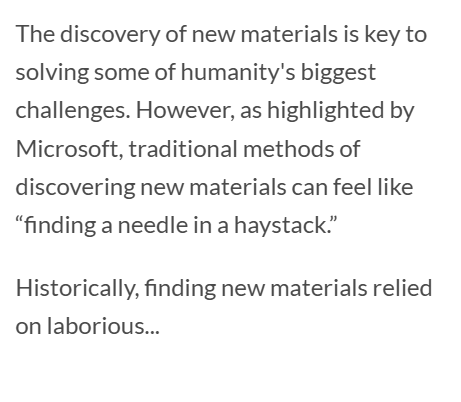 The discovery of new materials is key to
solving some of humanity's biggest
challenges. However, as highlighted by
Microsoft, traditional methods of
discovering new materials can feel like
“finding a needle in a haystack.”
Historically, finding new materials relied
on laborious...